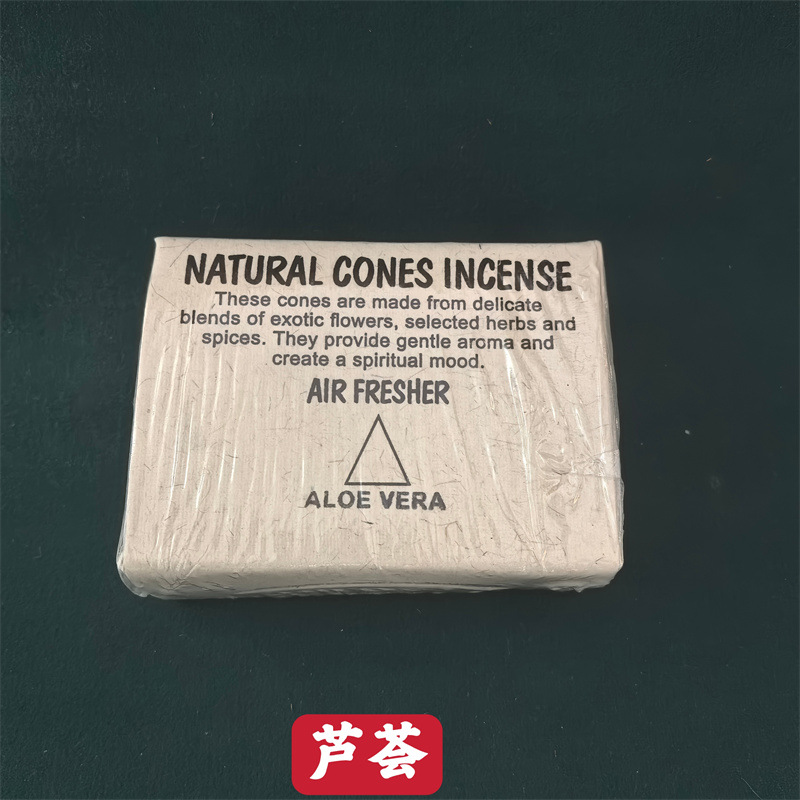 NATURAL CONES INCENSE
These cones are made from delicate
blends of exotic flowers, selected herbs and
spices. They provide gentle aroma and
create a spiritual mood.
AIR FRESHER
ALOE VERA
芦荟